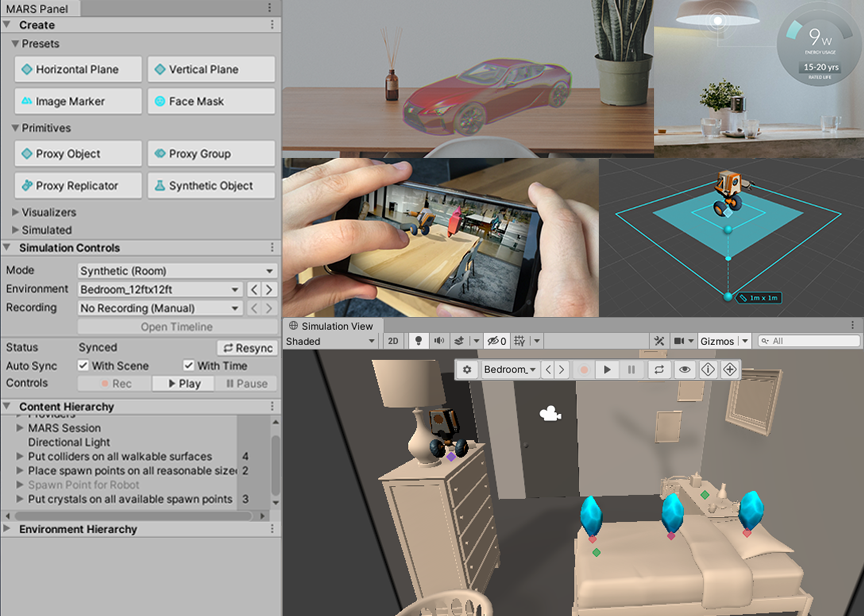 MARS Panel
Create
Presets
Horizontal Plane
Vertical Plane
Image Marker
Face Mask
Primitives
Proxy Object
Proxy Group
Proxy Replicator
Synthetic Object
Visualizers
Simulated
Simulation Controls
Mode Synthetic (Room)
Environment Bedroom_12ftx12ft
Recording No Recording (Manual)
Open Timeline
Status Synced Resync
Auto Sync With Scene With Time
Controls Rec Play Pause
Content Hierarchy
Providers
MARS Session
Directional Light
Put colliders on all walkable surfaces 4
Place spawn points on all reasonable size 2
Spawn Point for Robot
Put crystals on all available spawn points 3
Environment Hierarchy
9w
ENERGY USAGE
15-20 yrs
RATED LIFE
1m x 1m
Simulation View
Shaded 2D 0 Gizmos All
Bedroom_